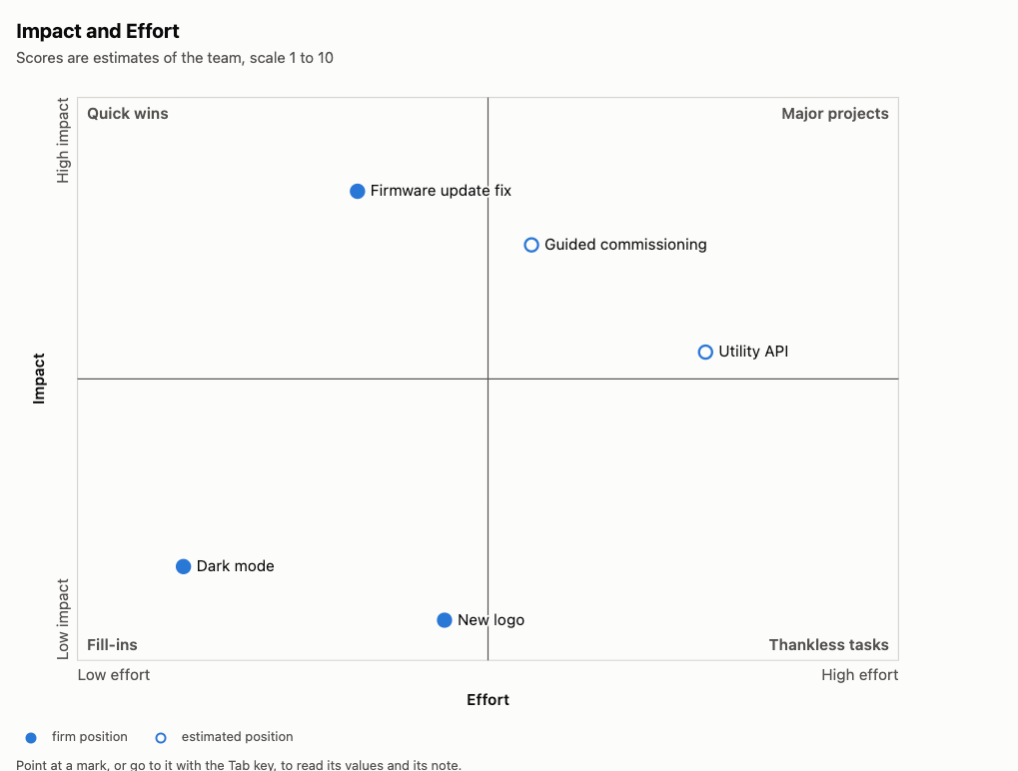 Impact and Effort
Scores are estimates of the team, scale 1 to 10
High impact
Quick wins
Major projects
Firmware update fix
Guided commissioning
Utility API
Impact
Dark mode
New logo
Low impact
Fill-ins
Thankless tasks
Low effort
High effort
Effort
firm position
estimated position
Point at a mark, or go to it with the Tab key, to read its values and its note.